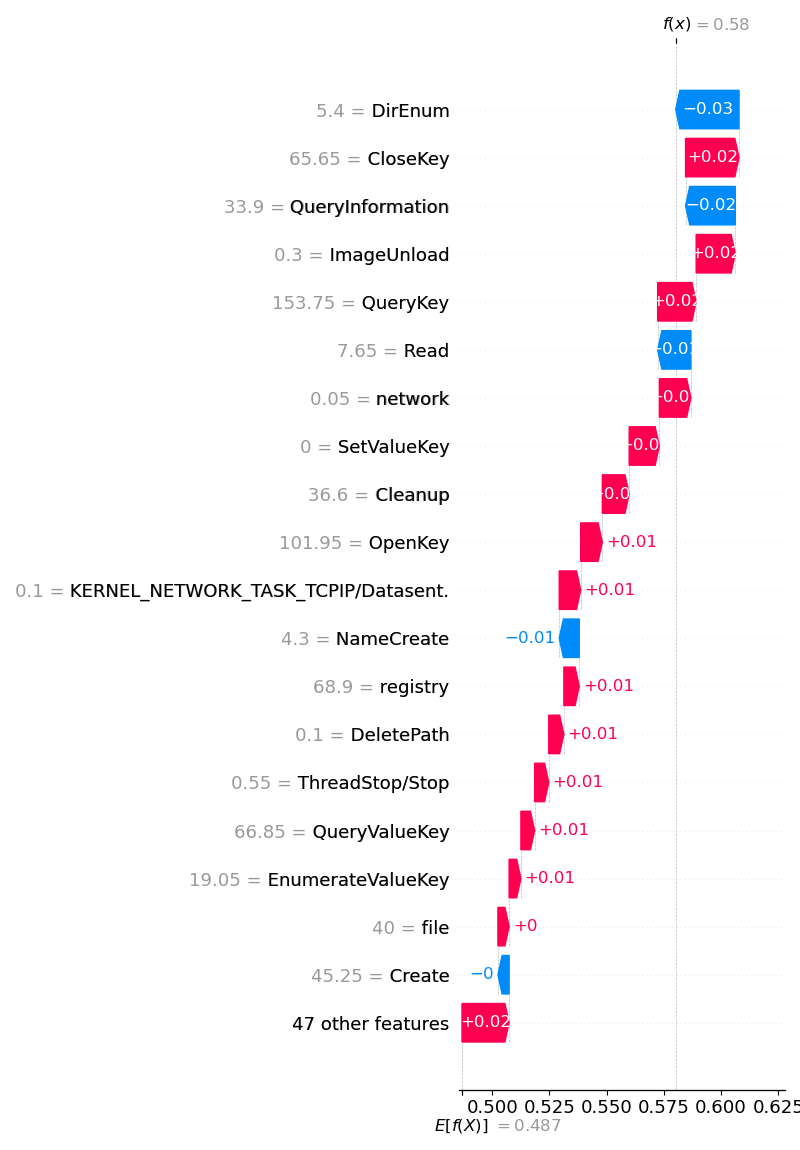 f(x) = 0.58
5.4 = DirEnum −0.03
65.65 = CloseKey +0.02
33.9 = QueryInformation −0.02
0.3 = ImageUnload +0.02
153.75 = QueryKey +0.02
7.65 = Read −0.01
0.05 = network
0 = SetValueKey
36.6 = Cleanup
101.95 = OpenKey +0.01
0.1 = KERNEL_NETWORK_TASK_TCPIP/Datasent. +0.01
4.3 = NameCreate −0.01
68.9 = registry +0.01
0.1 = DeletePath +0.01
0.55 = ThreadStop/Stop +0.01
66.85 = QueryValueKey +0.01
19.05 = EnumerateValueKey +0.01
40 = file +0
45.25 = Create −0
47 other features +0.02
0.500 0.525 0.550 0.575 0.600 0.625
E[f(X)] = 0.487